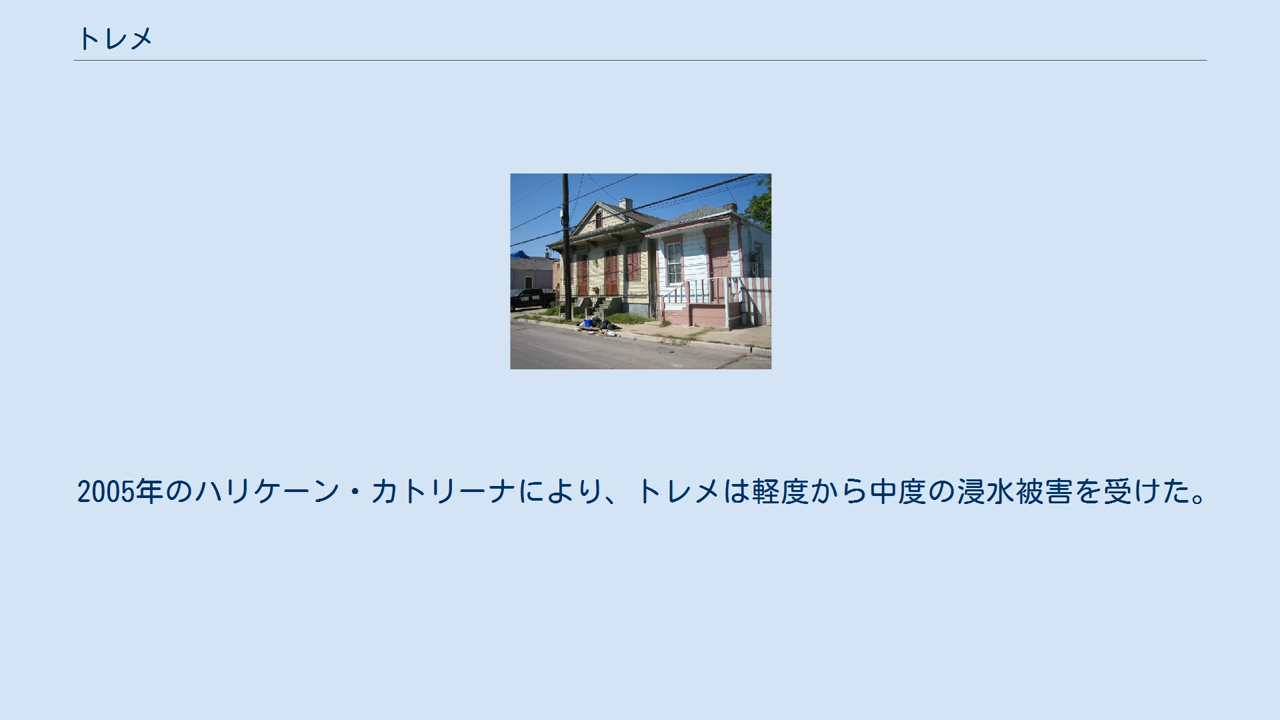 トレメ
2005年のハリケーン・カトリーナにより、トレメは軽度から中度の浸水被害を受けた。